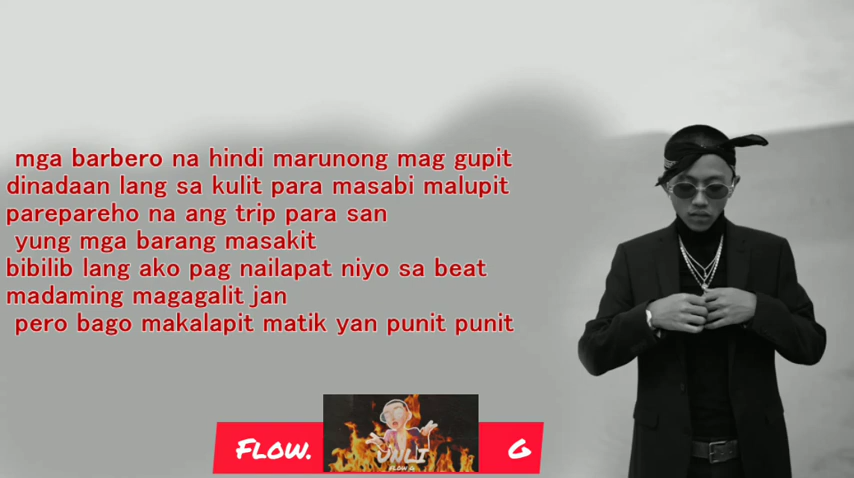 mga barbero na hindi marunong mag gupit
dinadaan lang sa kulit para masabi malupit
parepareho na ang trip para san
yung mga barang masakit
bibilib lang ako pag nailapat niyo sa beat
madaming magagalit jan
pero bago makalapit matik yan punit punit
FLOW. G
UNLI
FLOW G